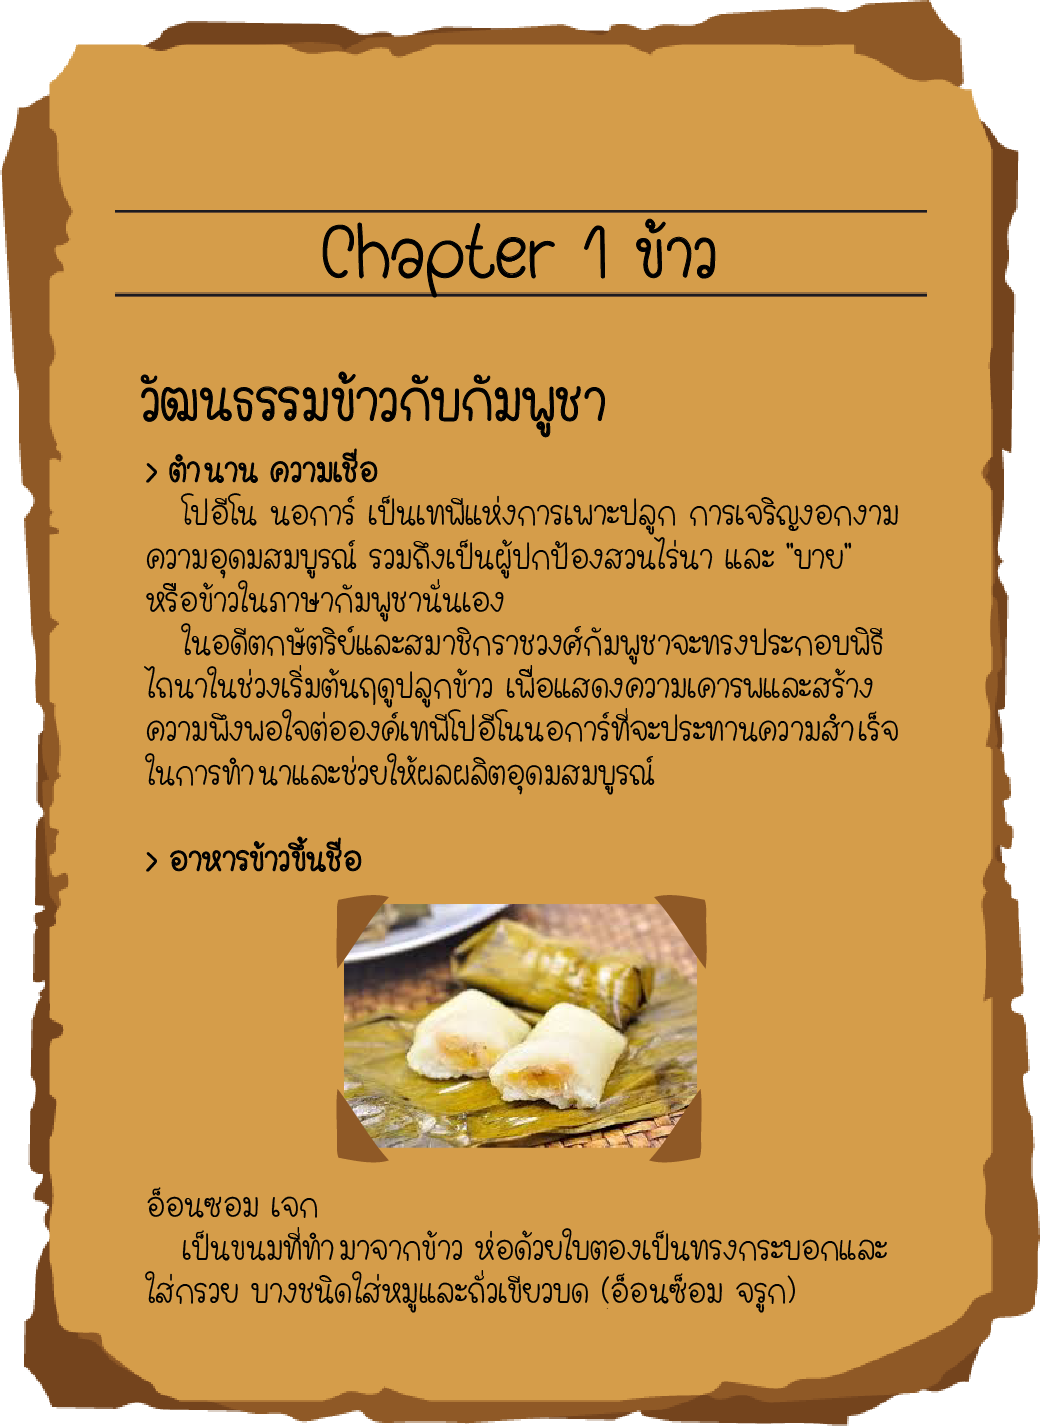 Chapter 1 ข้าว
วัฒนธรรมข้าวกับกัมพูชา
> ตำนาน ความเชื่อ
โปอีโน นอการ์ เป็นเทพีแห่งการเพาะปลูก การเจริญงอกงาม
ความอุดมสมบูรณ์ รวมถึงเป็นผู้ปกป้องสวนไร่นา และ "บาย"
หรือข้าวในภาษากัมพูชานั่นเอง
ในอดีตกษัตริย์และสมาชิกราชวงศ์กัมพูชาจะทรงประกอบพิธี
ไถนาในช่วงเริ่มต้นฤดูปลูกข้าว เพื่อแสดงความเคารพและสร้าง
ความพึงพอใจต่อองค์เทพีโปอีโนนอการ์ที่จะประทานความสำเร็จ
ในการทำนาและช่วยให้ผลผลิตอุดมสมบูรณ์
> อาหารข้าวขึ้นชื่อ
อ็อนซอม เจก
เป็นขนมที่ทำมาจากข้าว ห่อด้วยใบตองเป็นทรงกระบอกและ
ใส่กรวย บางชนิดใส่หมูและถั่วเขียวบด (อ็อนซ็อม จรูก)